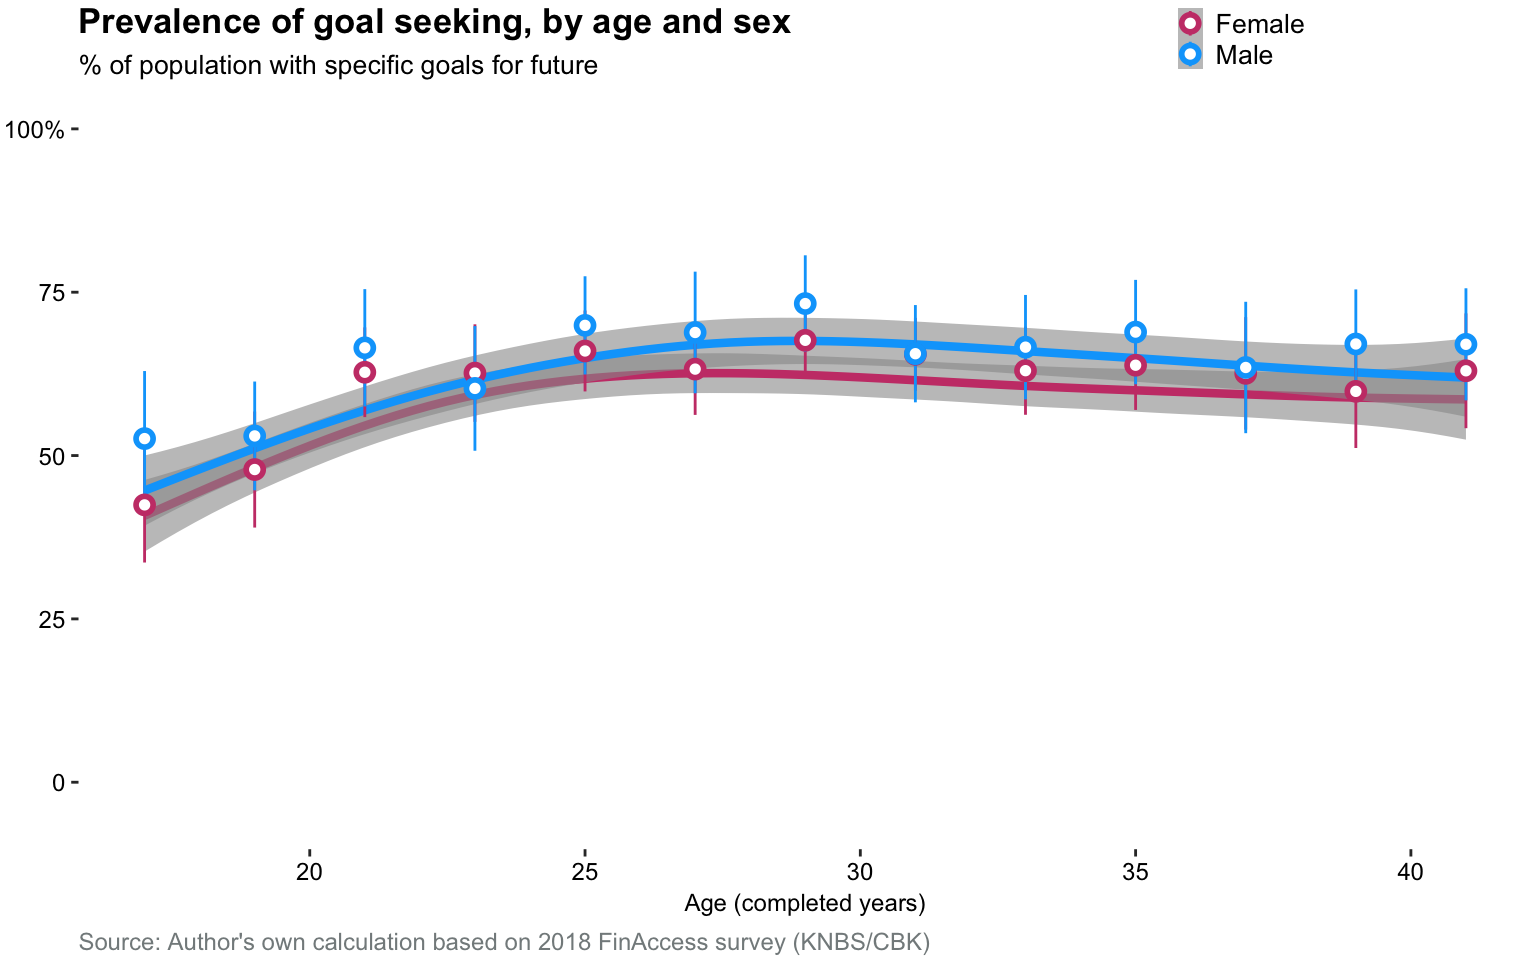 Prevalence of goal seeking, by age and sex
% of population with specific goals for future
Female
Male
100%
75
50
25
0
20
25
30
35
40
Age (completed years)
Source: Author's own calculation based on 2018 FinAccess survey (KNBS/CBK)